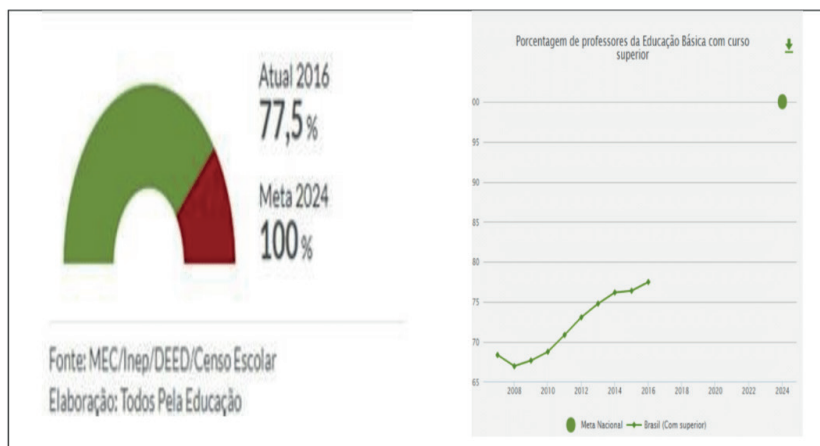 Atual 2016
77,5%
Meta 2024
100%
Fonte: MEC/Inep/DEED/Censo Escolar
Elaboração: Todos Pela Educação
Porcentagem de professores da Educação Básica com curso
superior
00
95
90
85
80
75
70
65
2008 2010 2012 2014 2016 2018 2020 2022 2024
Meta Nacional Brasil (Com superior)